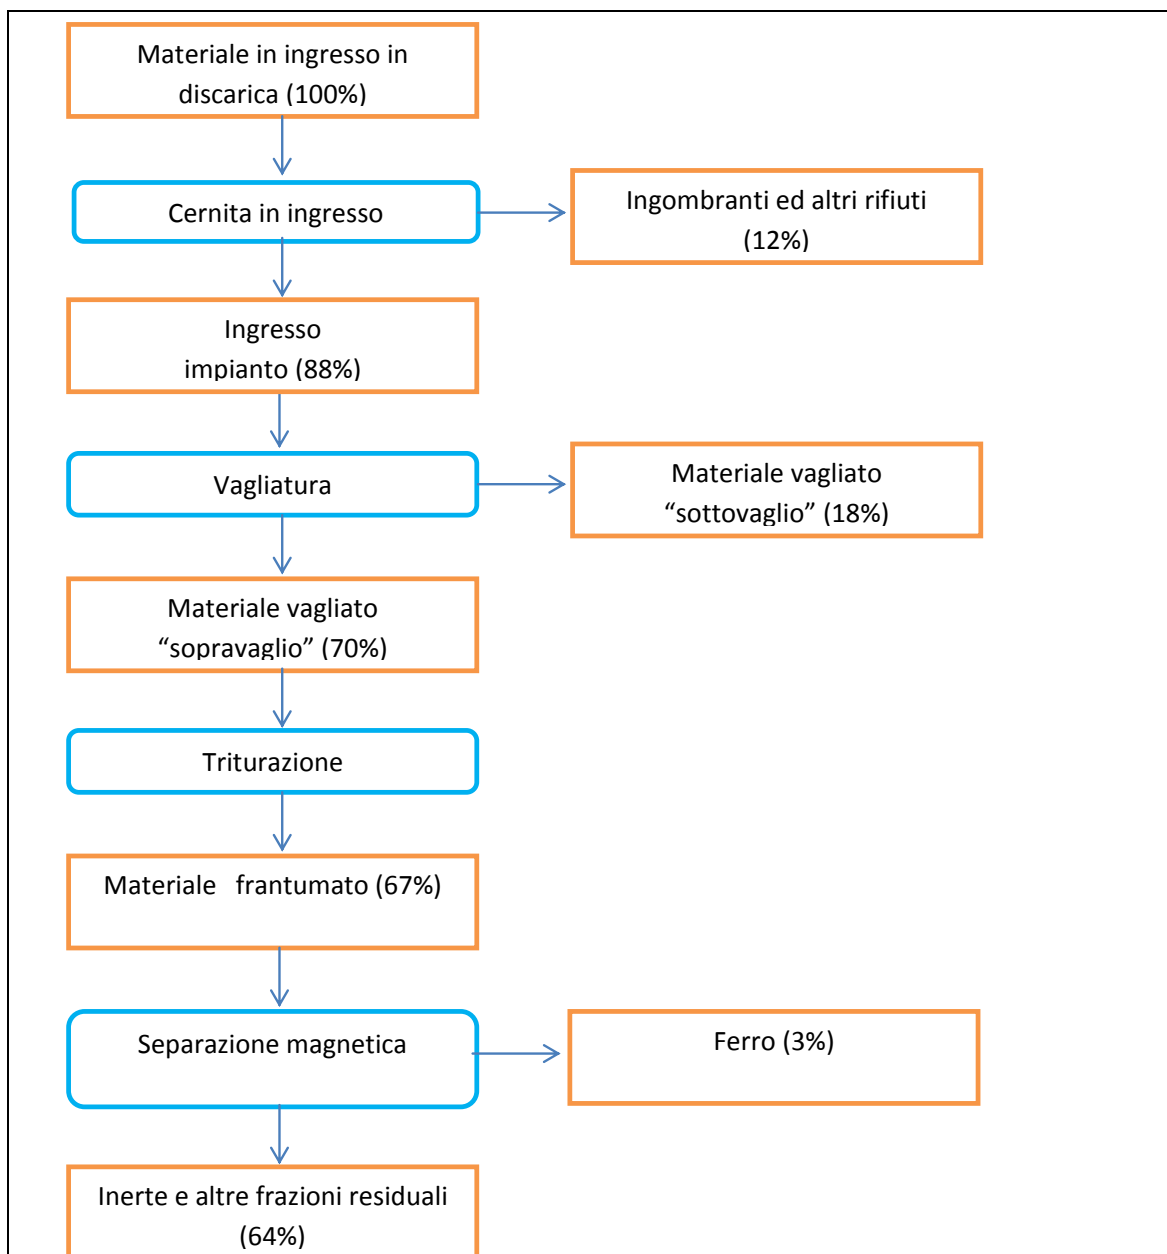 Materiale in ingresso in
discarica (100%)
Cernita in ingresso
Ingombranti ed altri rifiuti
(12%)
Ingresso
impianto (88%)
Vagliatura
Materiale vagliato
“sottovaglio” (18%)
Materiale vagliato
“sopravaglio” (70%)
Triturazione
Materiale frantumato (67%)
Separazione magnetica
Ferro (3%)
Inerte e altre frazioni residuali
(64%)